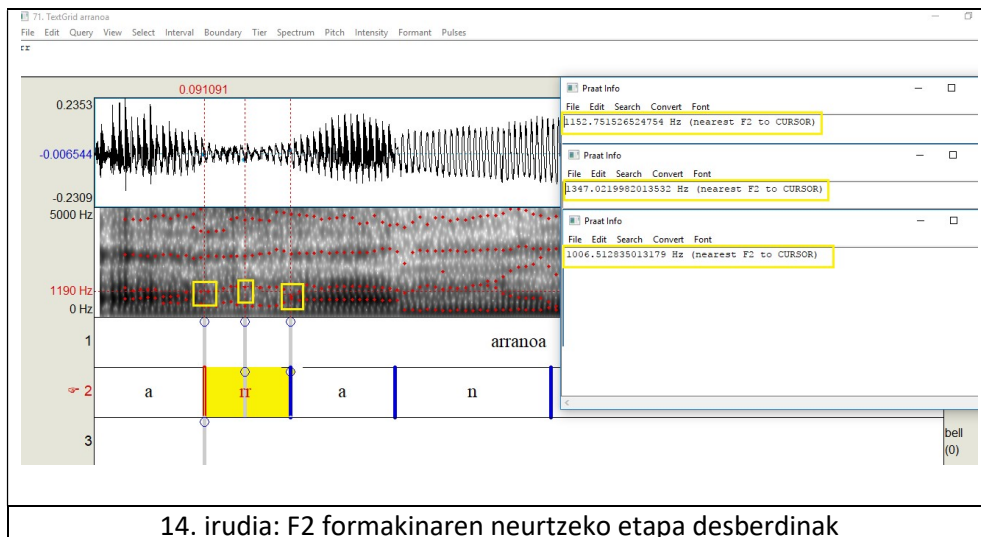 71. TextGrid arranoa
File Edit Query View Select Interval Boundary Tier Spectrum Pitch Intensity Formant Pulses
rr
0.091091
0.2353
-0.006544
-0.2309
5000 Hz
1190 Hz
0 Hz
1 arranoa
2 a rr a n
3
bell
(0)
Praat Info
File Edit Search Convert Font
1152.751526524754 Hz (nearest F2 to CURSOR)
Praat Info
File Edit Search Convert Font
1347.0219982013532 Hz (nearest F2 to CURSOR)
Praat Info
File Edit Search Convert Font
1006.512835013179 Hz (nearest F2 to CURSOR)
14. irudia: F2 formakinaren neurtzeko etapa desberdinak